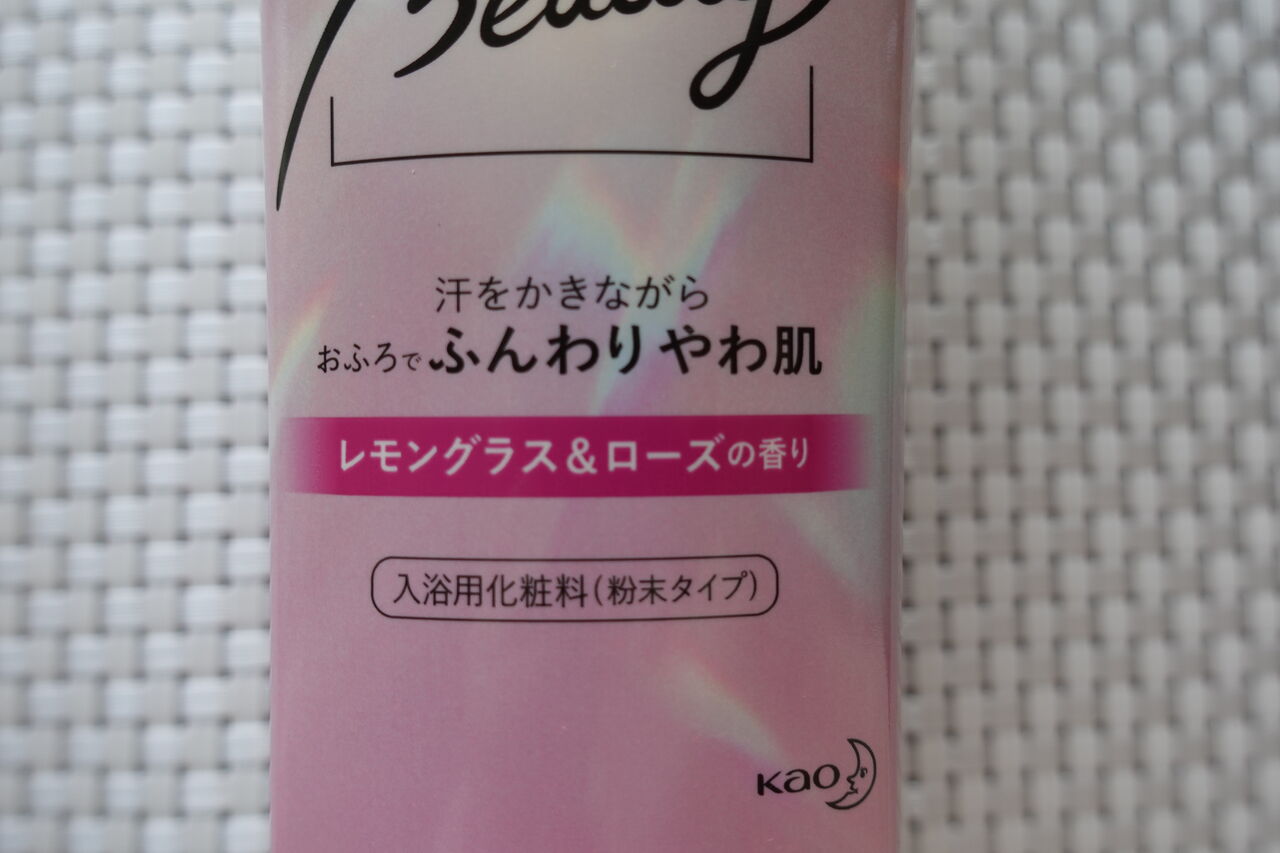 Beauty
汗をかきながら
おふろでふんわりやわ肌
レモングラス&ローズの香り
入浴用化粧料(粉末タイプ)
Kao